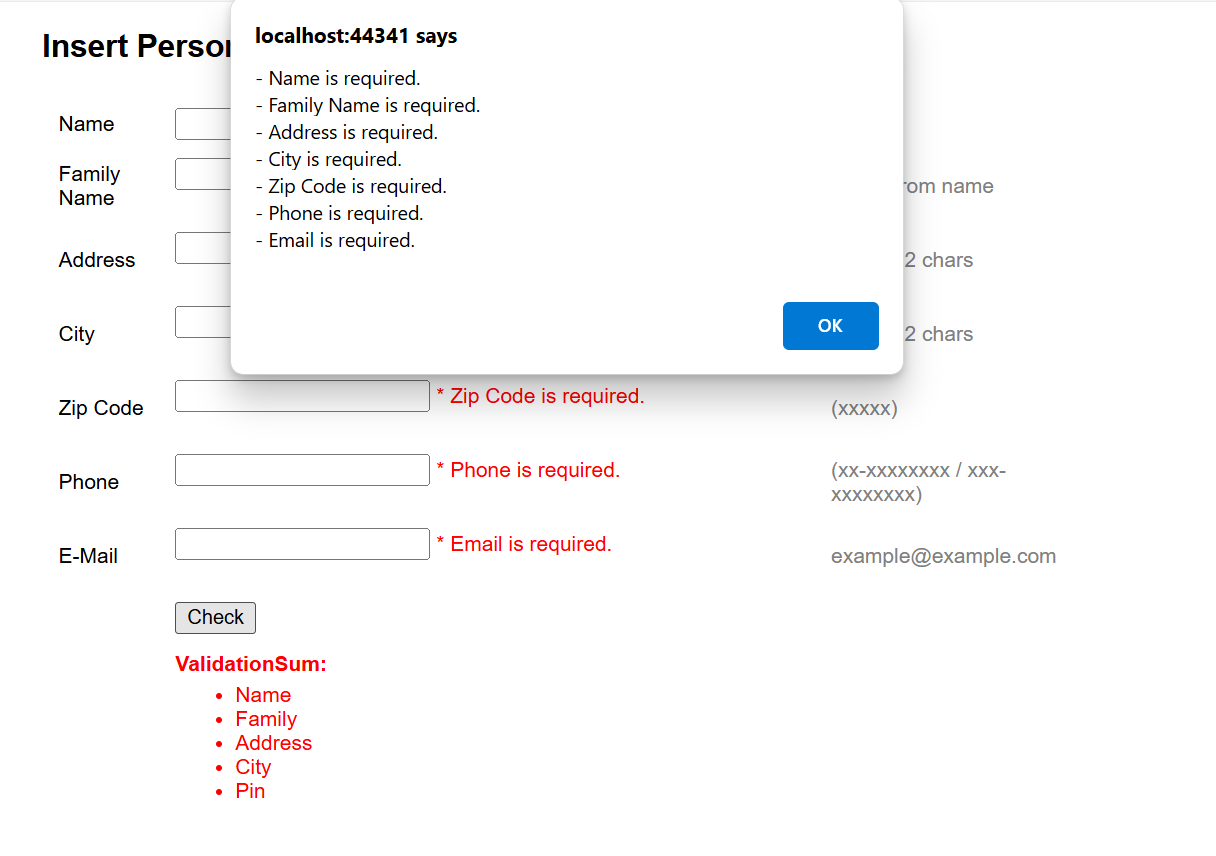 Insert
localhost:44341 says
- Name is required.
- Family Name is required.
- Address is required.
- City is required.
- Zip Code is required.
- Phone is required.
- Email is required.
OK
Name
Family
Name
name
Address
2 chars
City
2 chars
Zip Code
* Zip Code is required.
(xxxxx)
Phone
* Phone is required.
(xx-xxxxxxxx / xxx-
xxxxxxxx)
E-Mail
* Email is required.
example@example.com
Check
ValidationSum:
• Name
• Family
• Address
• City
• Pin